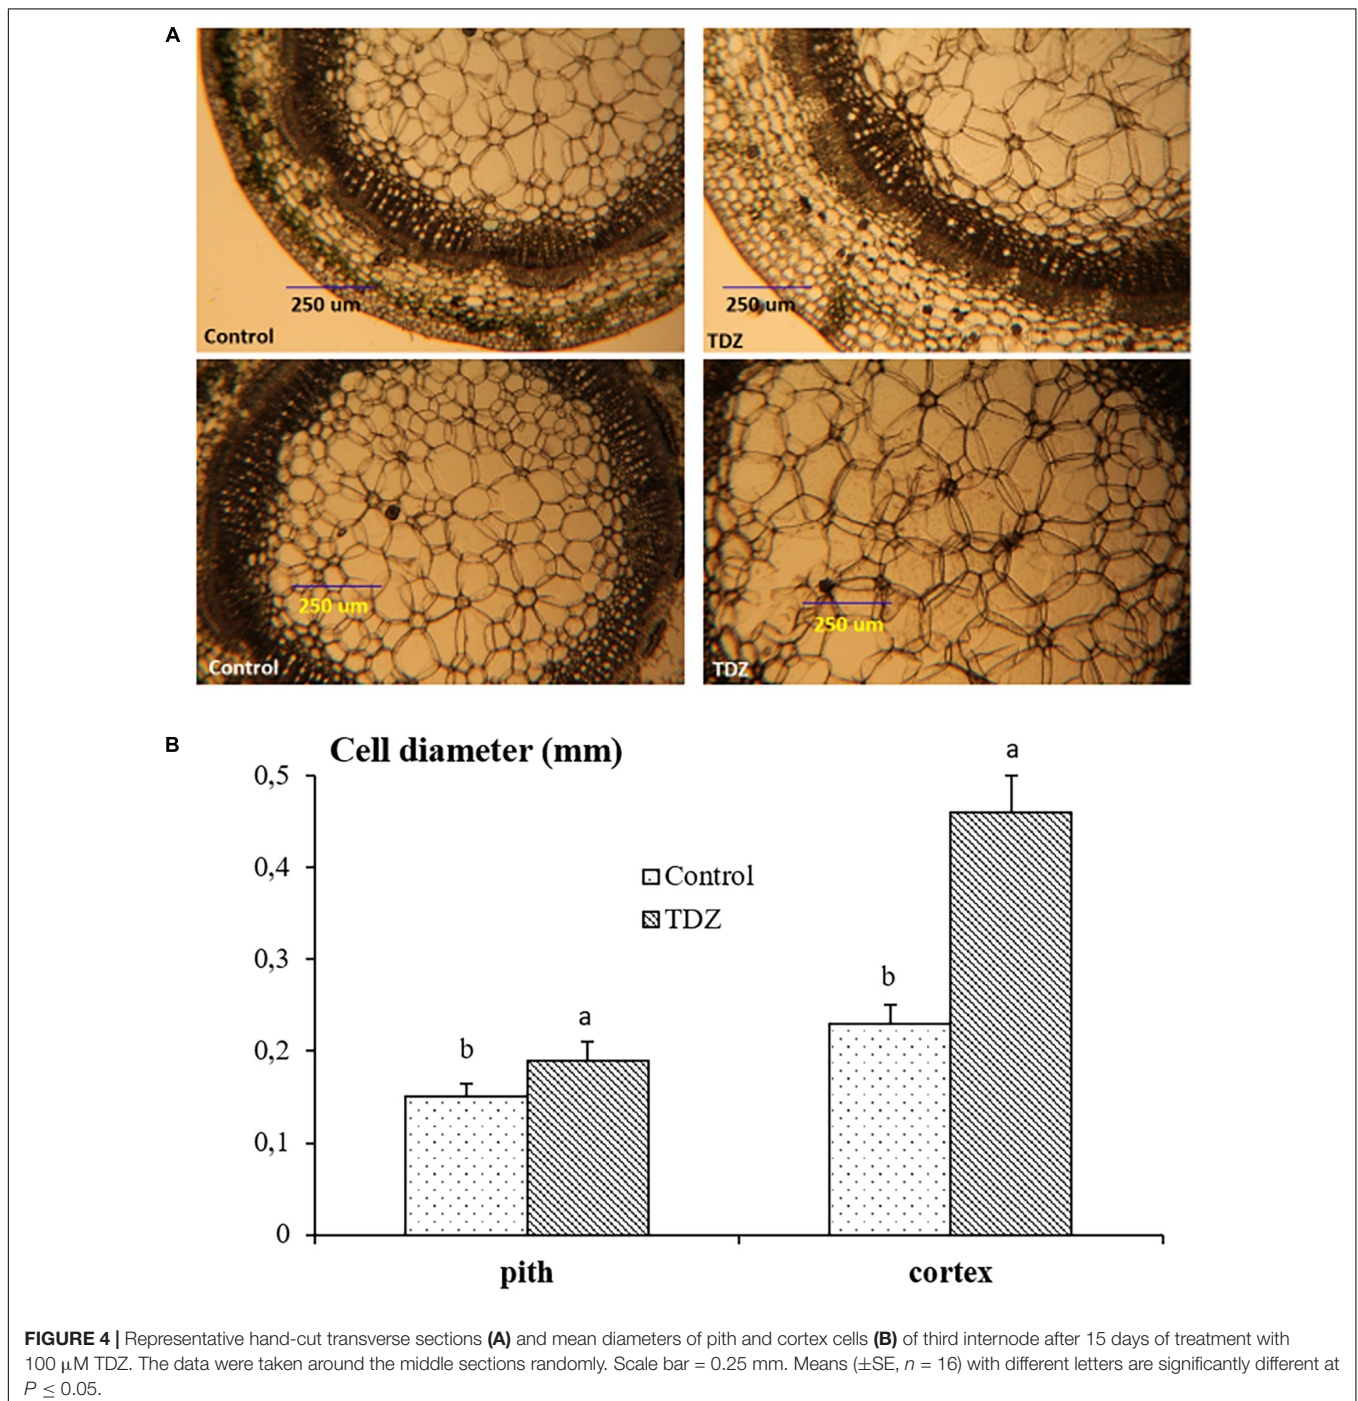 A
250 um
Control
250 um
TDZ
250 um
Control
250 um
TDZ
B
Cell diameter (mm)
0,5
0,4
0,3
0,2
0,1
0
a
Control
TDZ
b
a
b
pith
cortex
FIGURE 4 | Representative hand-cut transverse sections (A) and mean diameters of pith and cortex cells (B) of third internode after 15 days of treatment with
100 μM TDZ. The data were taken around the middle sections randomly. Scale bar = 0.25 mm. Means (±SE, n = 16) with different letters are significantly different at
P ≤ 0.05.